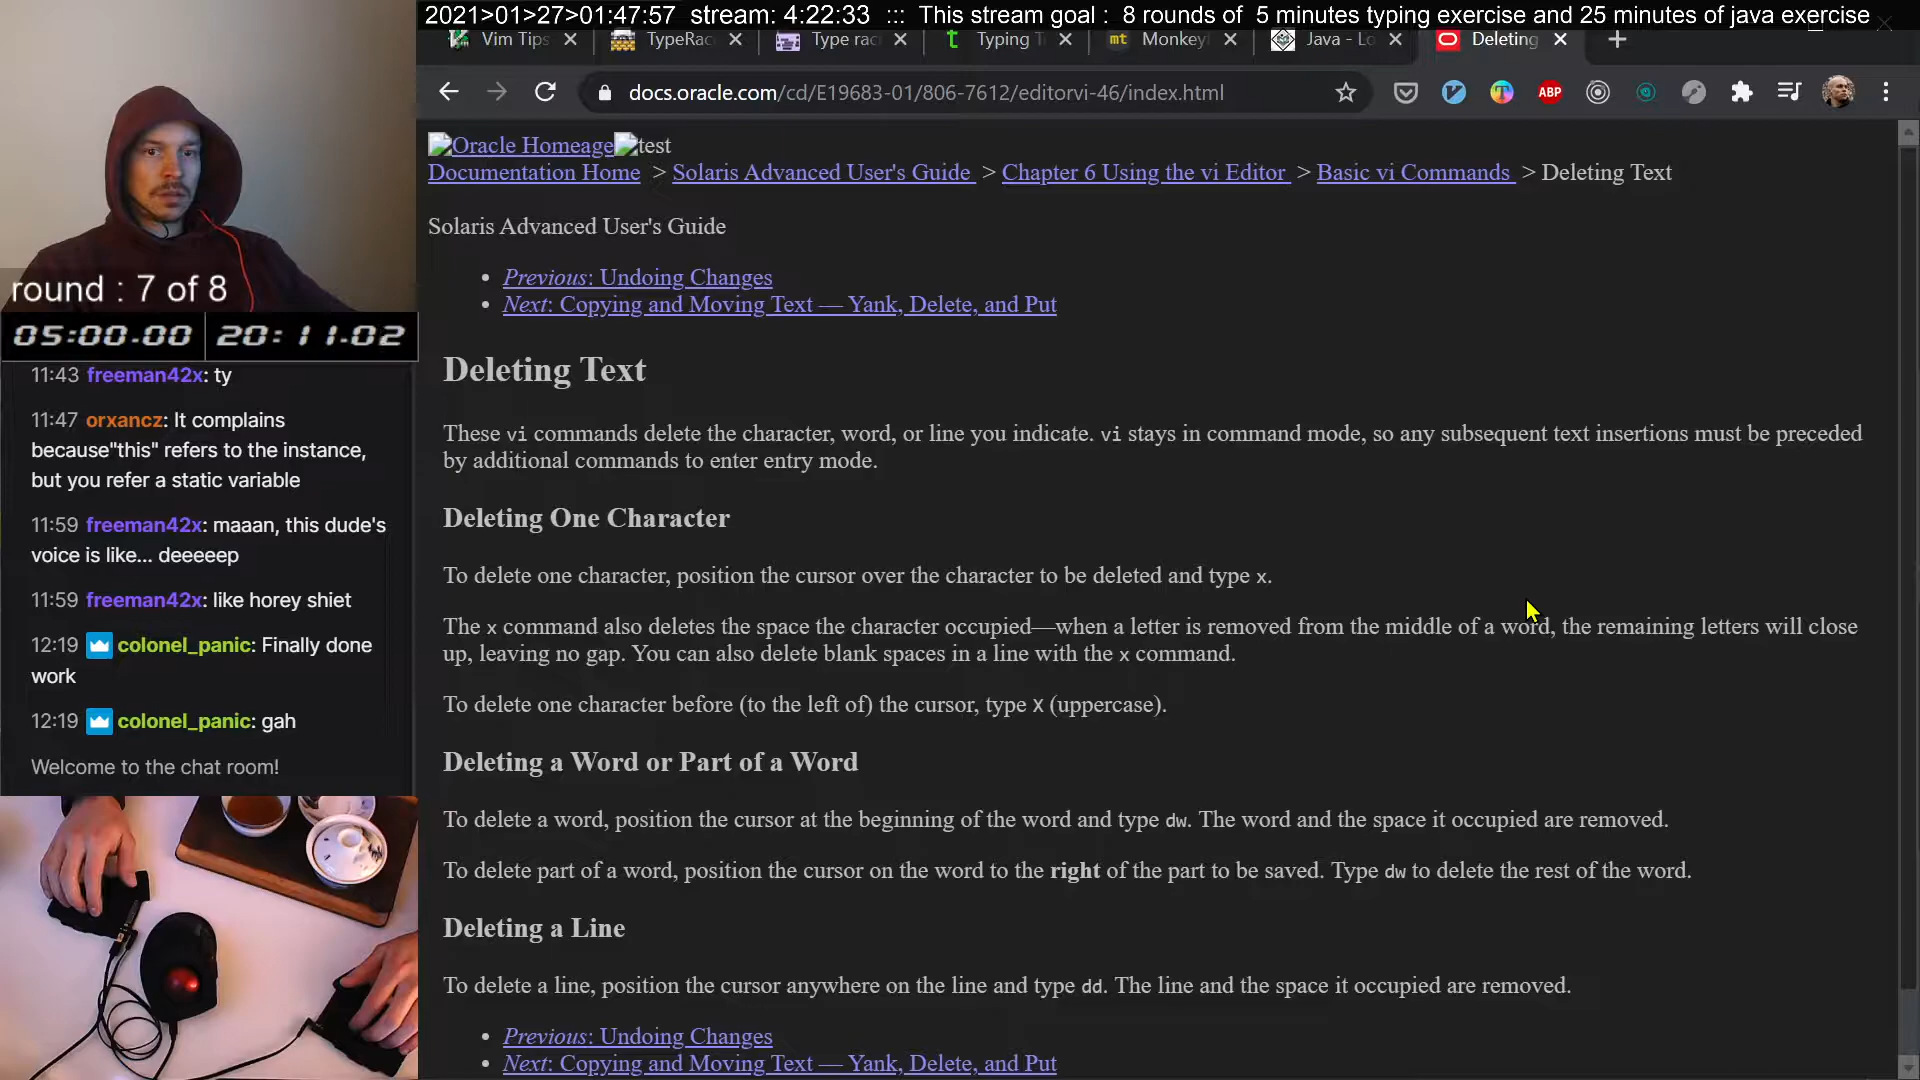 2021>01>27>01:47:57 stream: 4:22:33 ::: This stream goal : 8 rounds of 5 minutes typing exercise and 25 minutes of java exercise
Vim Tips
TypeRac
Type rac
Typing T
Monkey
Java - Lo
Deleting
docs.oracle.com/cd/E19683-01/806-7612/editorvi-46/index.html
ABP
Oracle Homeage test
Documentation Home > Solaris Advanced User's Guide > Chapter 6 Using the vi Editor > Basic vi Commands > Deleting Text
Solaris Advanced User's Guide
• Previous: Undoing Changes
• Next: Copying and Moving Text — Yank, Delete, and Put
Deleting Text
These vi commands delete the character, word, or line you indicate. vi stays in command mode, so any subsequent text insertions must be preceded
by additional commands to enter entry mode.
Deleting One Character
To delete one character, position the cursor over the character to be deleted and type x.
The x command also deletes the space the character occupied—when a letter is removed from the middle of a word, the remaining letters will close
up, leaving no gap. You can also delete blank spaces in a line with the x command.
To delete one character before (to the left of) the cursor, type X (uppercase).
Deleting a Word or Part of a Word
To delete a word, position the cursor at the beginning of the word and type dw. The word and the space it occupied are removed.
To delete part of a word, position the cursor on the word to the right of the part to be saved. Type dw to delete the rest of the word.
Deleting a Line
To delete a line, position the cursor anywhere on the line and type dd. The line and the space it occupied are removed.
• Previous: Undoing Changes
• Next: Copying and Moving Text — Yank, Delete, and Put
round : 7 of 8
05:00.00 20:11.02
11:43 freeman42x: ty
11:47 orxancz: It complains
because"this" refers to the instance,
but you refer a static variable
11:59 freeman42x: maaan, this dude's
voice is like... deeeeep
11:59 freeman42x: like horey shiet
12:19 colonel_panic: Finally done
work
12:19 colonel_panic: gah
Welcome to the chat room!